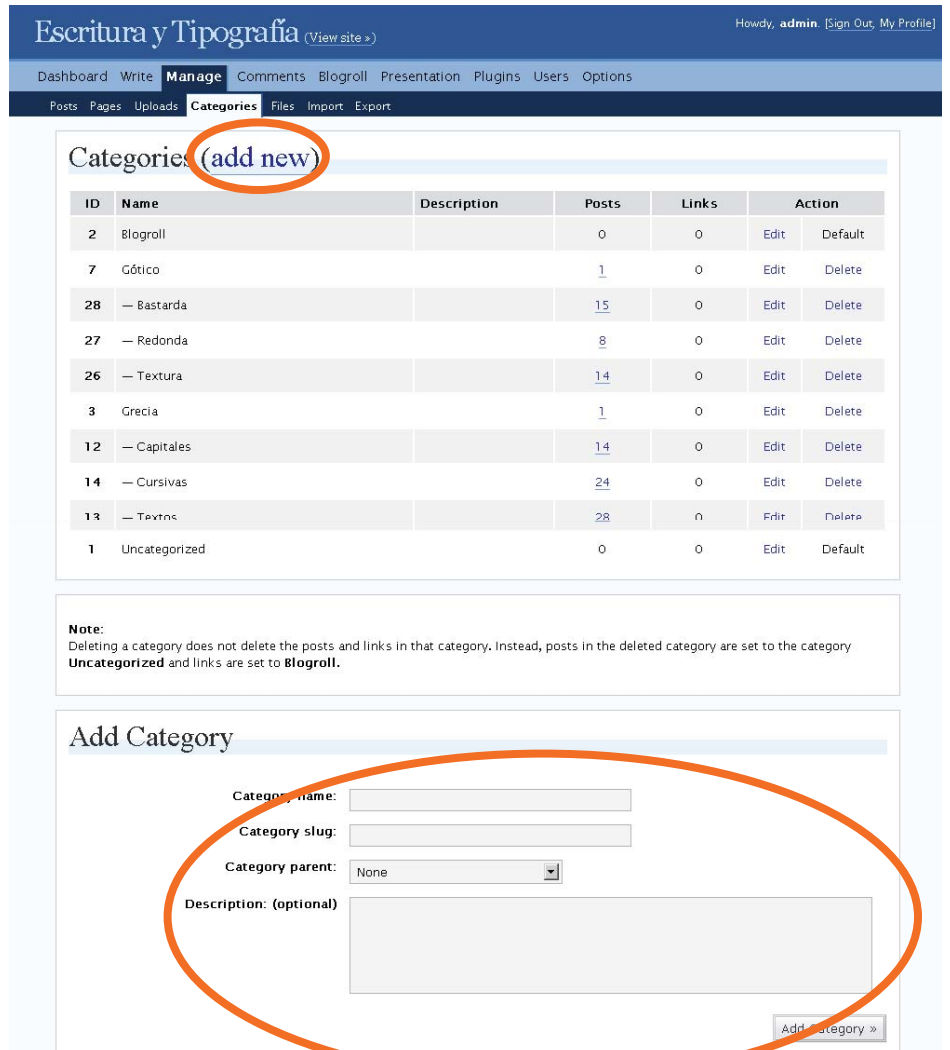 Escritura y Tipografía (View site »)
Howdy, admin. [Sign Out, My Profile]
Dashboard Write Manage Comments Blogroll Presentation Plugins Users Options
Posts Pages Uploads Categories Files Import Export
Categories (add new)
ID Name Description Posts Links Action
2 Blogroll 0 0 Edit Default
7 Gótico 1 0 Edit Delete
28 — Bastarda 15 0 Edit Delete
27 — Redonda 8 0 Edit Delete
26 — Textura 14 0 Edit Delete
3 Grecia 1 0 Edit Delete
12 — Capitales 14 0 Edit Delete
14 — Cursivas 24 0 Edit Delete
13 — Textos 28 0 Edit Delete
1 Uncategorized 0 0 Edit Default
Note:
Deleting a category does not delete the posts and links in that category. Instead, posts in the deleted category are set to the category
Uncategorized and links are set to Blogroll.
Add Category
Category name:
Category slug:
Category parent: None
Description: (optional)
Add Category »